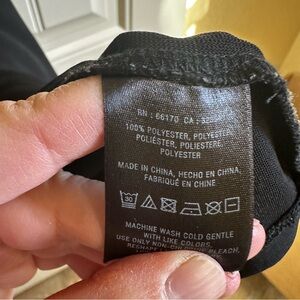 RN : 66170 CA :
100% POLYESTER, POLYESTER,
POLIÉSTER, POLIESTERE,
POLYESTER
MADE IN CHINA, HECHO EN CHINA,
FABRIQUÉ EN CHINE
30
MACHINE WASH COLD GENTLE
WITH LIKE COLORS.
USE ONLY NON-CHLORINE BLEACH,